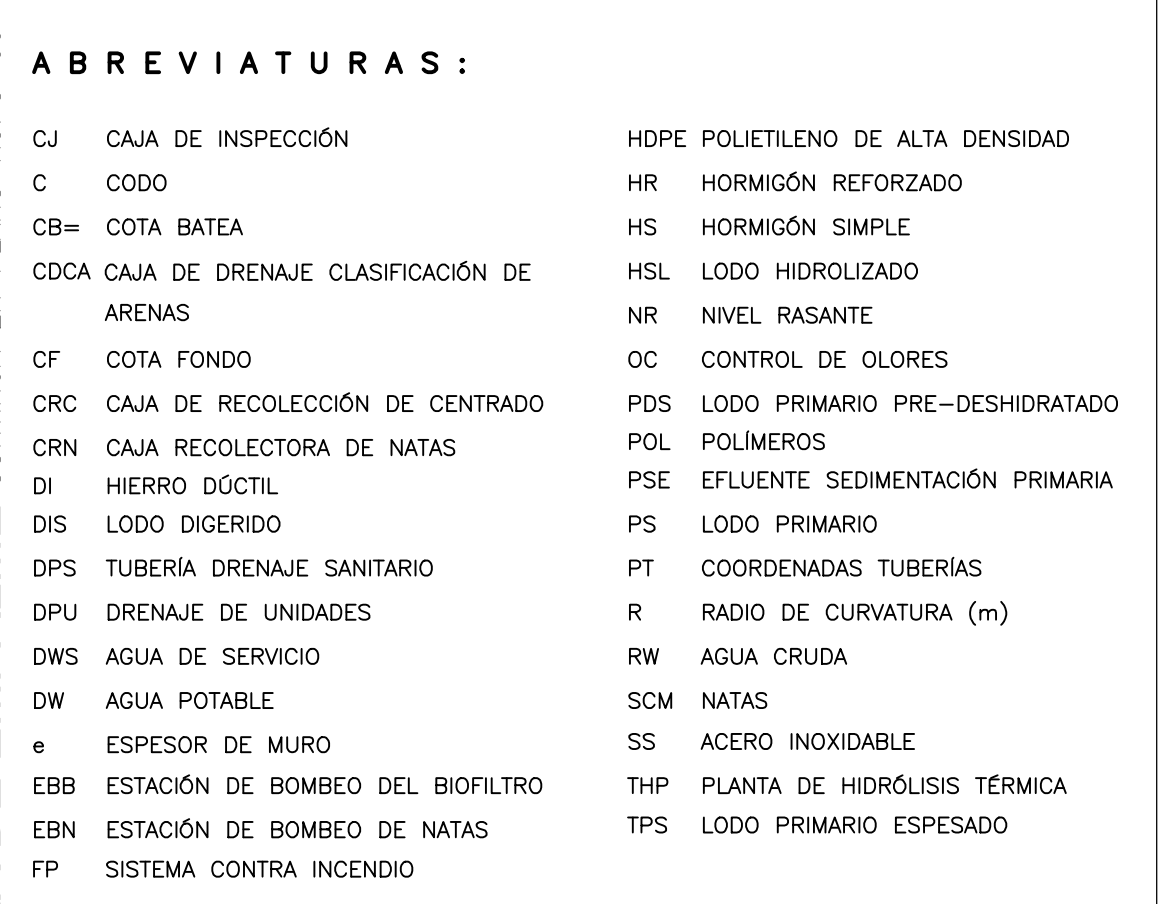 ABREVIATURAS:
CJ CAJA DE INSPECCIÓN
C CODO
CB= COTA BATEA
CDCA CAJA DE DRENAJE CLASIFICACIÓN DE
ARENAS
CF COTA FONDO
CRC CAJA DE RECOLECCIÓN DE CENTRADO
CRN CAJA RECOLECTORA DE NATAS
DI HIERRO DÚCTIL
DIS LODO DIGERIDO
DPS TUBERÍA DRENAJE SANITARIO
DPU DRENAJE DE UNIDADES
DWS AGUA DE SERVICIO
DW AGUA POTABLE
e ESPESOR DE MURO
EBB ESTACIÓN DE BOMBEO DEL BIOFILTRO
EBN ESTACIÓN DE BOMBEO DE NATAS
FP SISTEMA CONTRA INCENDIO
HDPE POLIETILENO DE ALTA DENSIDAD
HR HORMIGÓN REFORZADO
HS HORMIGÓN SIMPLE
HSL LODO HIDROLIZADO
NR NIVEL RASANTE
OC CONTROL DE OLORES
PDS LODO PRIMARIO PRE-DESHIDRATADO
POL POLÍMEROS
PSE EFLUENTE SEDIMENTACIÓN PRIMARIA
PS LODO PRIMARIO
PT COORDENADAS TUBERÍAS
R RADIO DE CURVATURA (m)
RW AGUA CRUDA
SCM NATAS
SS ACERO INOXIDABLE
THP PLANTA DE HIDRÓLISIS TÉRMICA
TPS LODO PRIMARIO ESPESADO